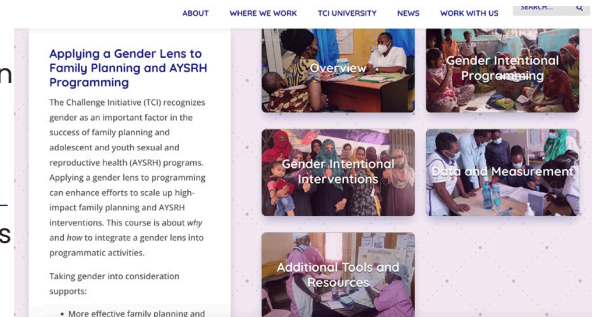 ABOUT WHERE WE WORK TCI UNIVERSITY NEWS WORK WITH US SEARCH...
n
s
Applying a Gender Lens to
Family Planning and AYSRH
Programming
The Challenge Initiative (TCI) recognizes
gender as an important factor in the
success of family planning and
adolescent and youth sexual and
reproductive health (AYSRH) programs.
Applying a gender lens to programming
can enhance efforts to scale up high-
impact family planning and AYSRH
interventions. This course is about why
and how to integrate a gender lens into
programmatic activities.
Taking gender into consideration
supports:
• More effective family planning and
Overview
Gender Intentional
Programming
Gender Intentional
Interventions
Data and Measurement
Additional Tools and
Resources